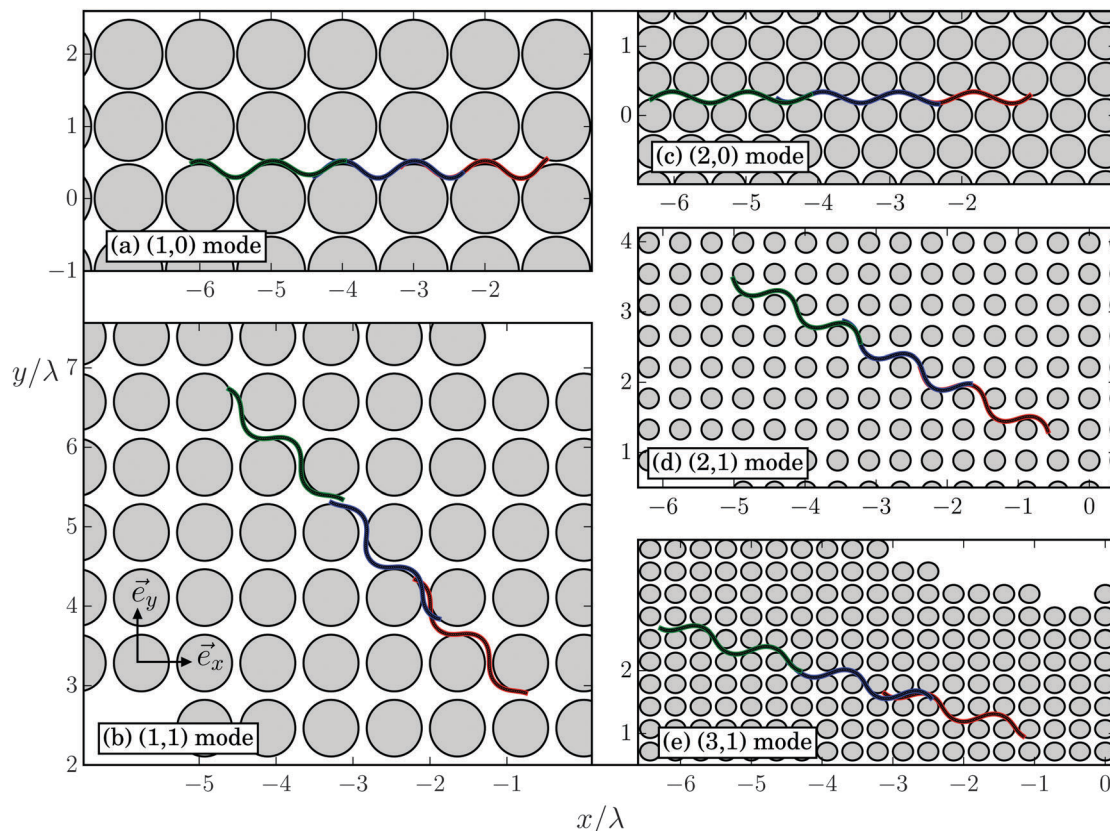 2
1
0
−1
(a) (1,0) mode
−6 −5 −4 −3 −2
1
0
(c) (2,0) mode
−6 −5 −4 −3 −2
y/λ
7
6
5
4
3
2
e⃗_y
e⃗_x
(b) (1,1) mode
−5 −4 −3 −2 −1
4
3
2
1
(d) (2,1) mode
−6 −5 −4 −3 −2 −1 0
2
1
(e) (3,1) mode
−6 −5 −4 −3 −2 −1 0
x/λ